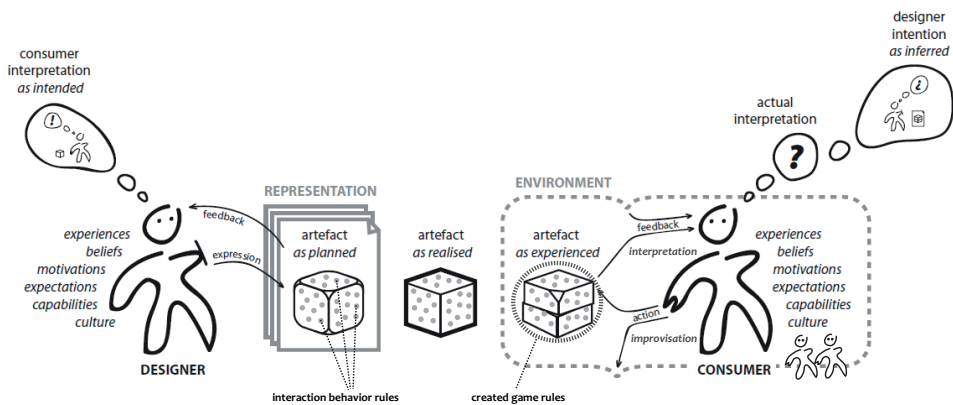 consumer
interpretation
as intended
!
designer
intention
as inferred
¿
actual
interpretation
?
REPRESENTATION
ENVIRONMENT
feedback
expression
experiences
beliefs
motivations
expectations
capabilities
culture
DESIGNER
artefact
as planned
artefact
as realised
artefact
as experienced
feedback
interpretation
action
improvisation
experiences
beliefs
motivations
expectations
capabilities
culture
CONSUMER
interaction behavior rules
created game rules